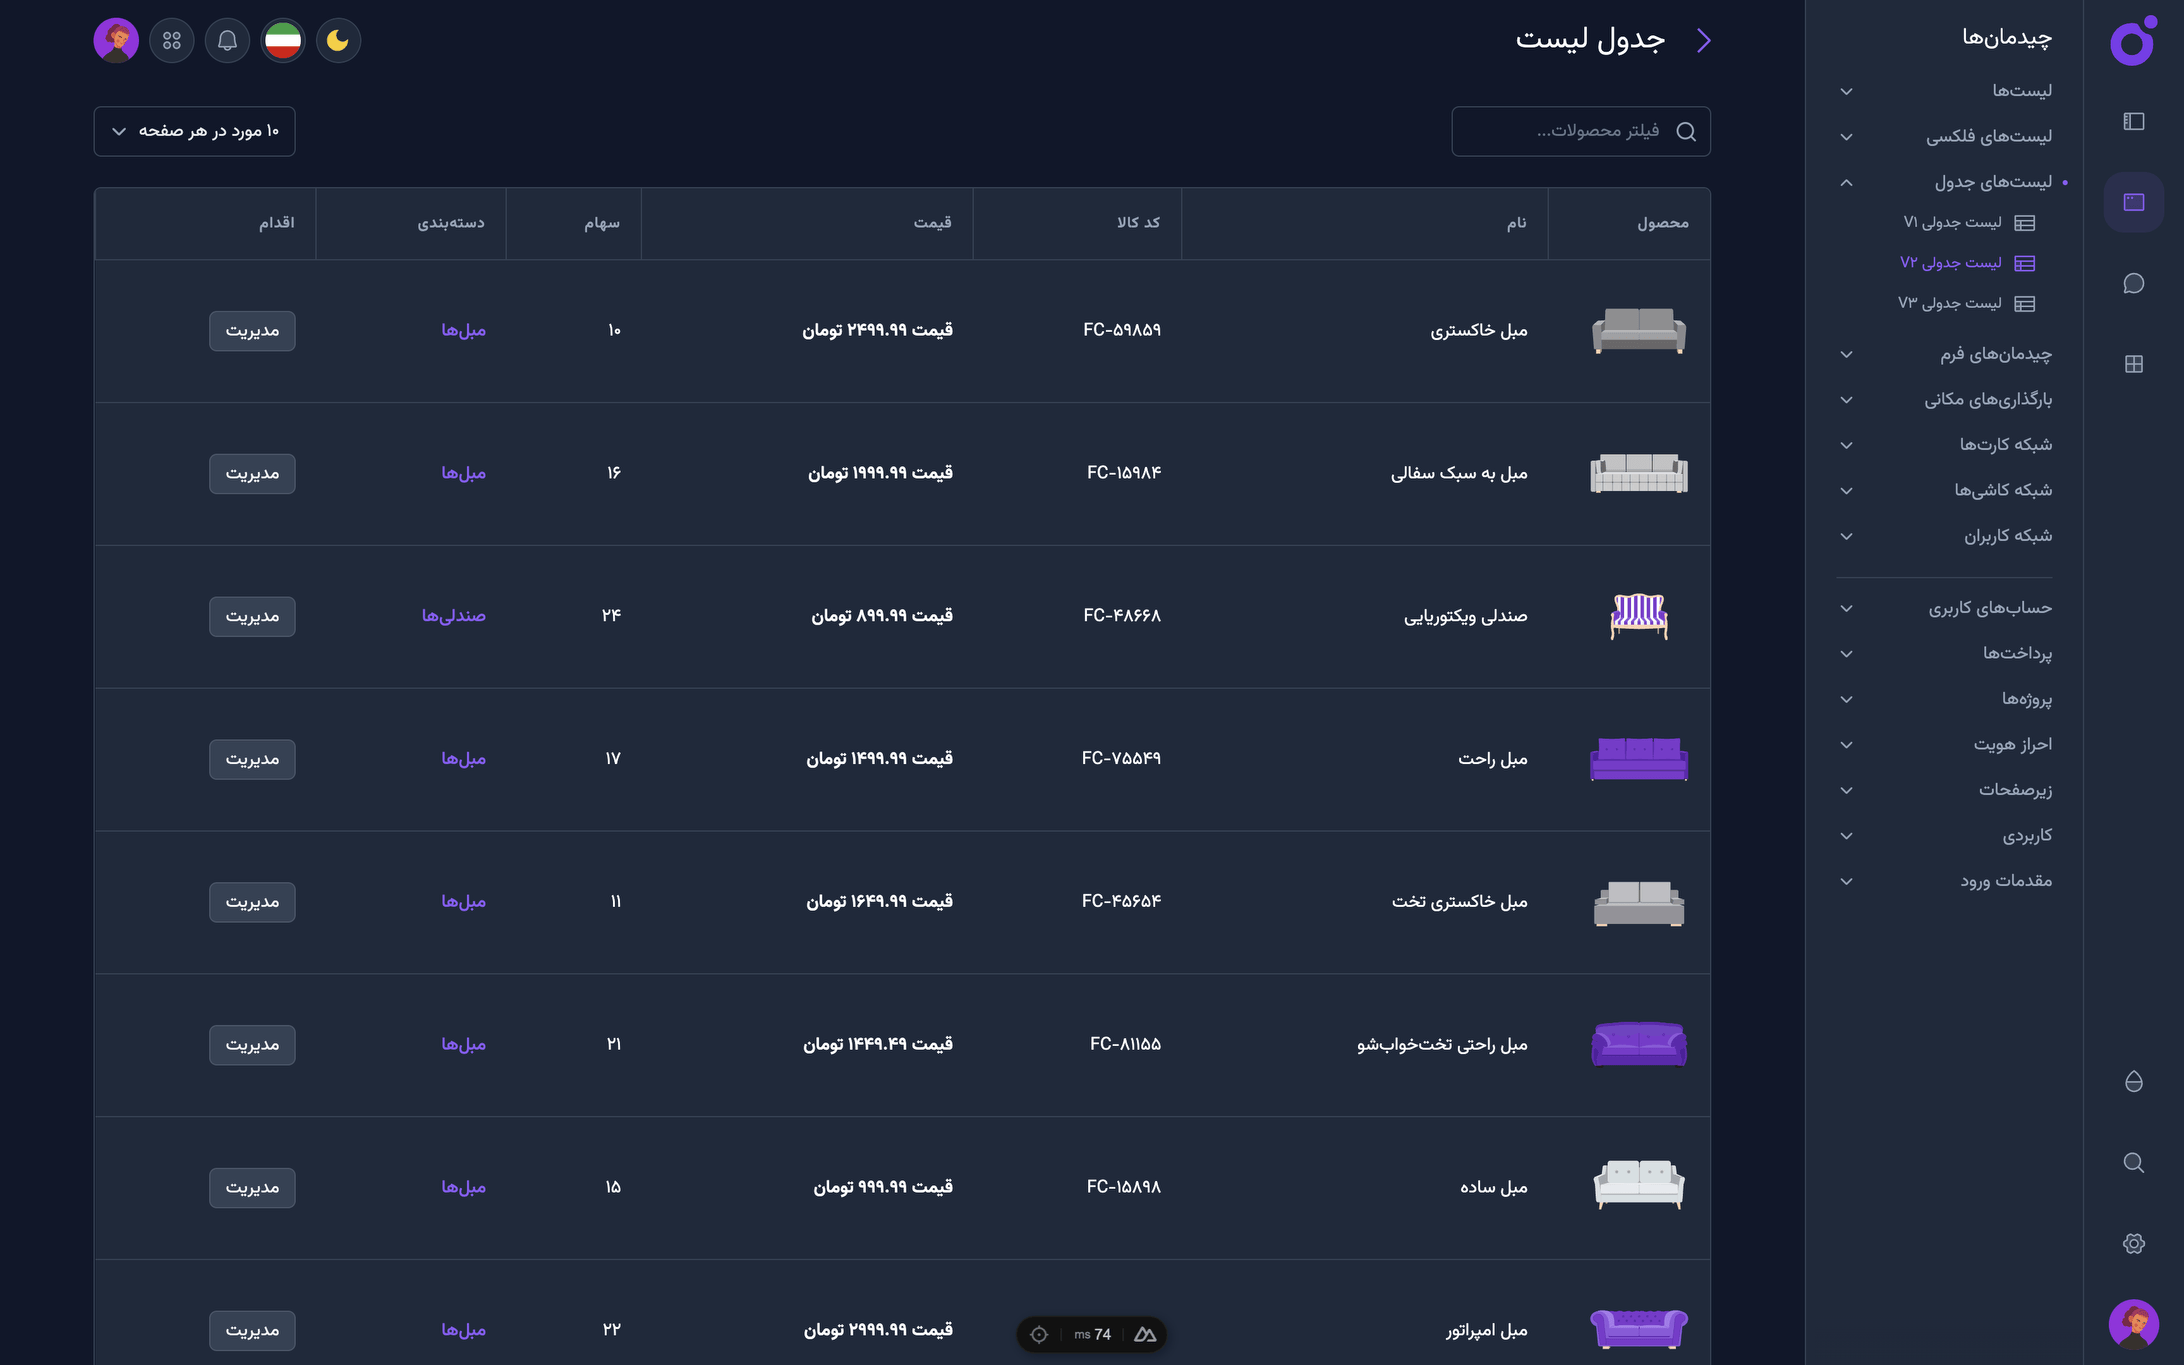 چیدمان‌ها
لیست‌ها
لیست‌های فلکسی
لیست‌های جدول
لیست جدولی V۱
لیست جدولی V۲
لیست جدولی V۳
چیدمان‌های فرم
بارگذاری‌های مکانی
شبکه کارت‌ها
شبکه کاشی‌ها
شبکه کاربران
حساب‌های کاربری
پرداخت‌ها
پروژه‌ها
احراز هویت
زیرصفحات
کاربردی
مقدمات ورود
جدول لیست
فیلتر محصولات...
۱۰ مورد در هر صفحه
محصول نام کد کالا قیمت سهام دسته‌بندی اقدام
مبل خاکستری FC-۵۹۸۵۹ قیمت ۲۴۹۹.۹۹ تومان ۱۰ مبل‌ها مدیریت
مبل به سبک سفالی FC-۱۵۹۸۴ قیمت ۱۹۹۹.۹۹ تومان ۱۶ مبل‌ها مدیریت
صندلی ویکتوریایی FC-۴۸۶۶۸ قیمت ۸۹۹.۹۹ تومان ۲۴ صندلی‌ها مدیریت
مبل راحت FC-۷۵۵۴۹ قیمت ۱۴۹۹.۹۹ تومان ۱۷ مبل‌ها مدیریت
مبل خاکستری تخت FC-۴۵۶۵۴ قیمت ۱۶۴۹.۹۹ تومان ۱۱ مبل‌ها مدیریت
مبل راحتی تخت‌خواب‌شو FC-۸۱۱۵۵ قیمت ۱۴۴۹.۴۹ تومان ۲۱ مبل‌ها مدیریت
مبل ساده FC-۱۵۸۹۸ قیمت ۹۹۹.۹۹ تومان ۱۵ مبل‌ها مدیریت
مبل امپراتور قیمت ۲۹۹۹.۹۹ تومان ۲۲ مبل‌ها مدیریت
74 ms